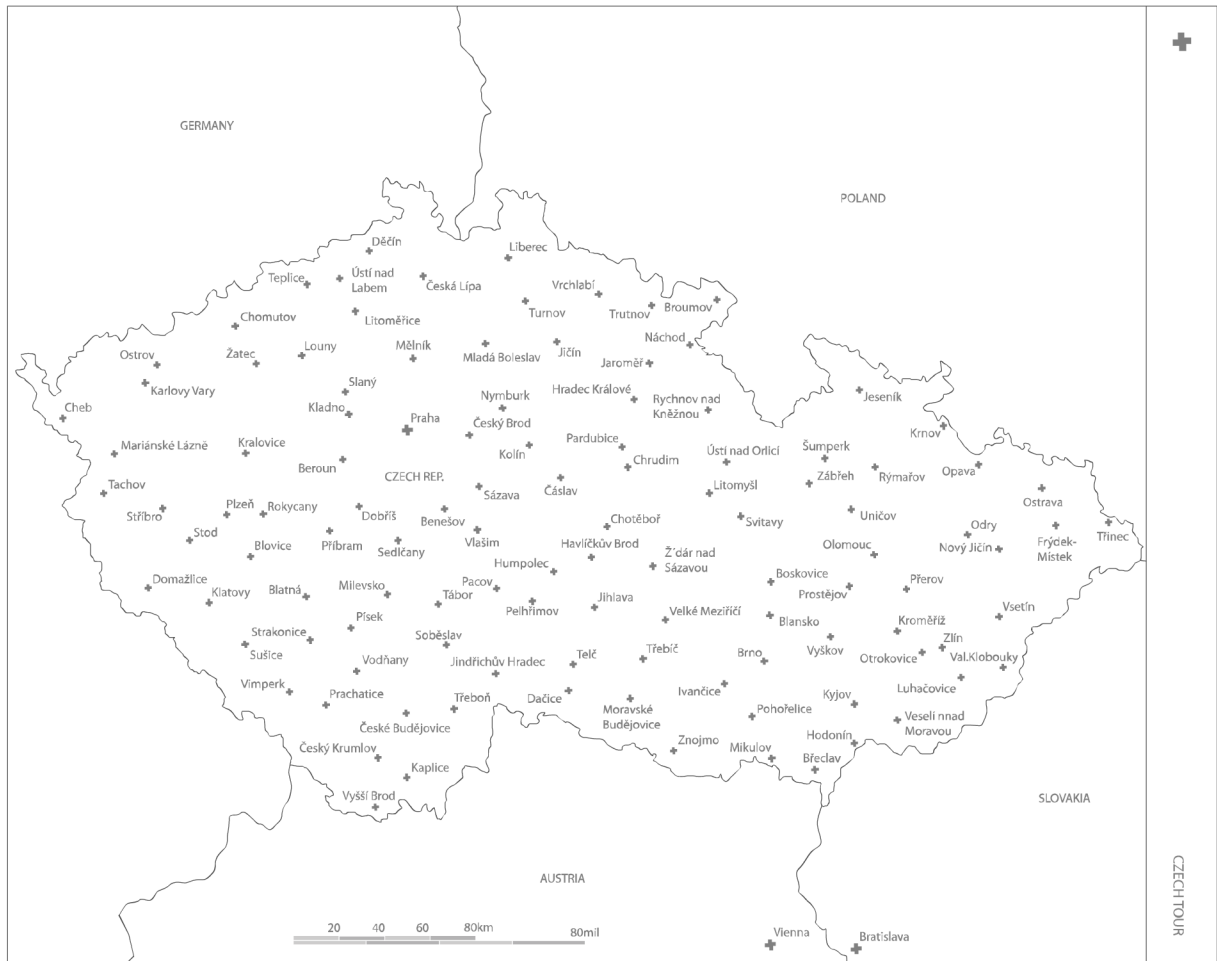 GERMANY
POLAND
Děčín
Liberec
Teplice
Ústí nad
Labem
Česká Lípa
Vrchlabí
Turnov
Trutnov
Broumov
Chomutov
Litoměřice
Náchod
Ostrov
Žatec
Louny
Mělník
Mladá Boleslav
Jičín
Jaroměř
Karlovy Vary
Slaný
Hradec Králové
Jeseník
Cheb
Kladno
Praha
Nymburk
Rychnov nad
Kněžnou
Český Brod
Krnov
Mariánské Lázně
Kralovice
Beroun
Kolín
Pardubice
Chrudim
Ústí nad Orlicí
Šumperk
Zábřeh
Rýmařov
Opava
CZECH REP.
Tachov
Sázava
Čáslav
Litomyšl
Ostrava
Stříbro
Plzeň
Rokycany
Dobříš
Benešov
Chotěboř
Svitavy
Uničov
Odry
Třinec
Stod
Příbram
Sedlčany
Vlašim
Havlíčkův Brod
Frýdek-
Místek
Blovice
Humpolec
Ž´dár nad
Sázavou
Olomouc
Nový Jičín
Domažlice
Klatovy
Blatná
Milevsko
Tábor
Pacov
Pelhřimov
Jihlava
Boskovice
Prostějov
Přerov
Velké Meziříčí
Blansko
Kroměříž
Vsetín
Písek
Strakonice
Sušice
Soběslav
Vyškov
Zlín
Otrokovice
Val.Klobouky
Vodňany
Jindřichův Hradec
Telč
Třebíč
Brno
Vimperk
Prachatice
Třeboň
Dačice
Moravské
Budějovice
Ivančice
Luhačovice
České Budějovice
Pohořelice
Kyjov
Veselí nnad
Moravou
Český Krumlov
Znojmo
Mikulov
Hodonín
Břeclav
Kaplice
Vyšší Brod
SLOVAKIA
AUSTRIA
20 40 60 80km
80mil
Vienna
Bratislava
CZECH TOUR